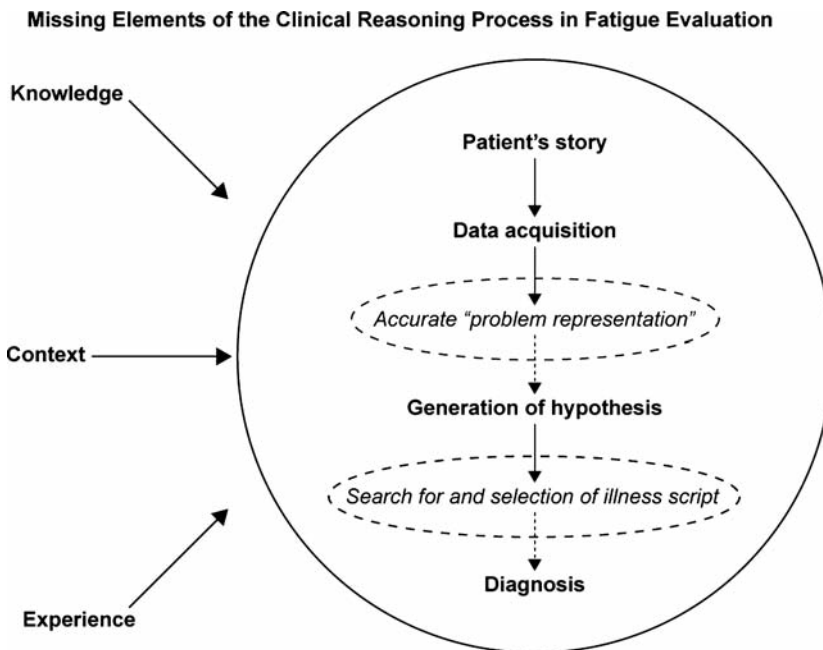 Missing Elements of the Clinical Reasoning Process in Fatigue Evaluation
Knowledge
Patient's story
Data acquisition
Accurate “problem representation”
Context
Generation of hypothesis
Search for and selection of illness script
Diagnosis
Experience